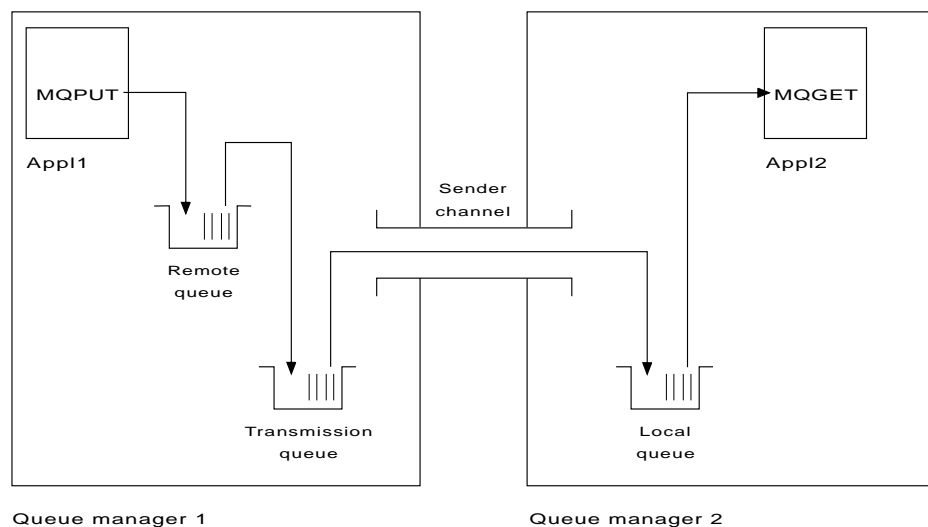 MQPUT
MQGET
Appl1
Appl2
Sender
channel
Remote
queue
Transmission
queue
Local
queue
Queue manager 1
Queue manager 2